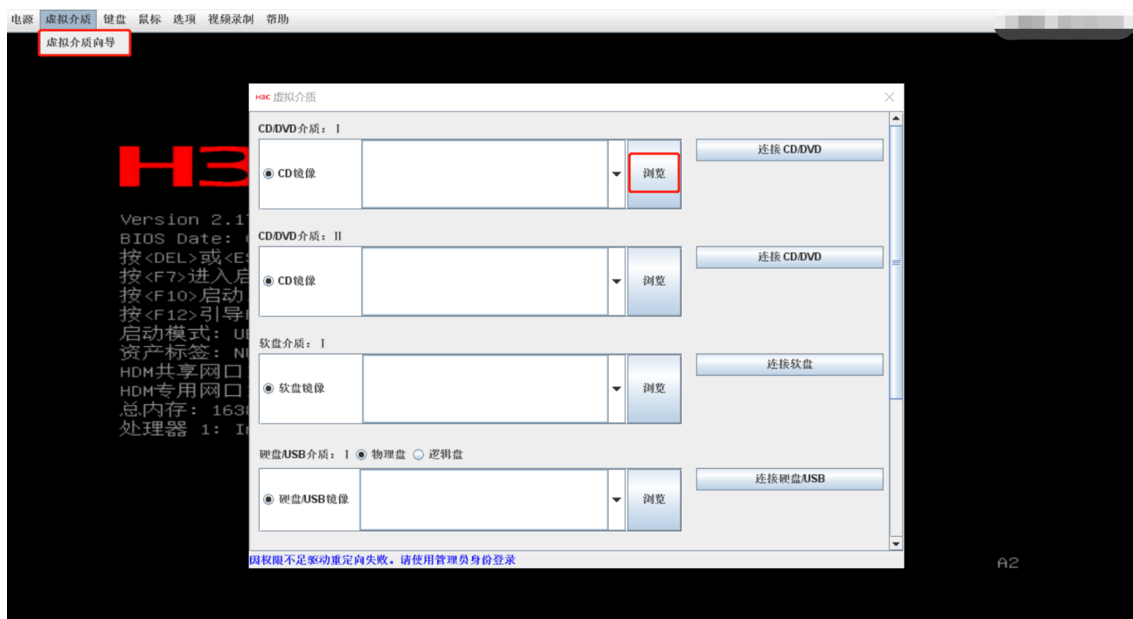 电源 虚拟介质 键盘 鼠标 选项 视频录制 帮助
虚拟介质向导
H3C 虚拟介质
CD/DVD介质： I
CD镜像 浏览 连接 CD/DVD
CD/DVD介质： II
CD镜像 浏览 连接 CD/DVD
软盘介质： I
软盘镜像 浏览 连接软盘
硬盘/USB介质： I 物理盘 逻辑盘
硬盘/USB镜像 浏览 连接硬盘/USB
因权限不足驱动重定向失败。请使用管理员身份登录
H3
Version 2.1
BIOS Date:
按<DEL>或<E
按<F7>进入启
按<F10>启动
按<F12>引导
启动模式: U
资产标签: N
HDM共享网口
HDM专用网口
总内存: 163
处理器 1: I
A2